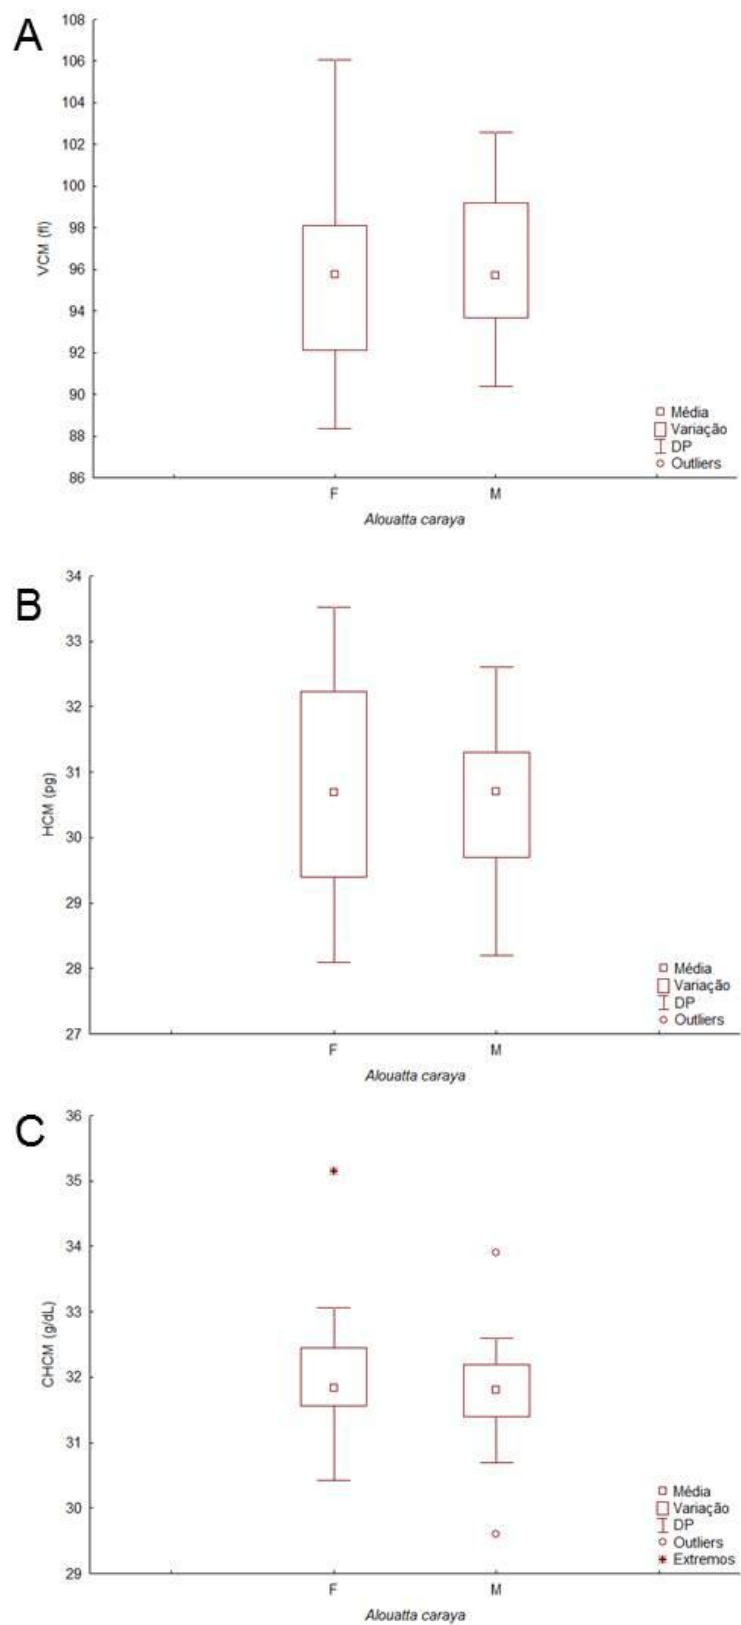 A
108
106
104
102
100
98
96
94
92
90
88
86
VCM (fl)
F
M
Alouatta caraya
Média
Variação
DP
Outliers
B
34
33
32
31
30
29
28
27
HCM (pg)
F
M
Alouatta caraya
Média
Variação
DP
Outliers
C
36
35
34
33
32
31
30
29
CHCM (g/dL)
F
M
Alouatta caraya
Média
Variação
DP
Outliers
Extremos